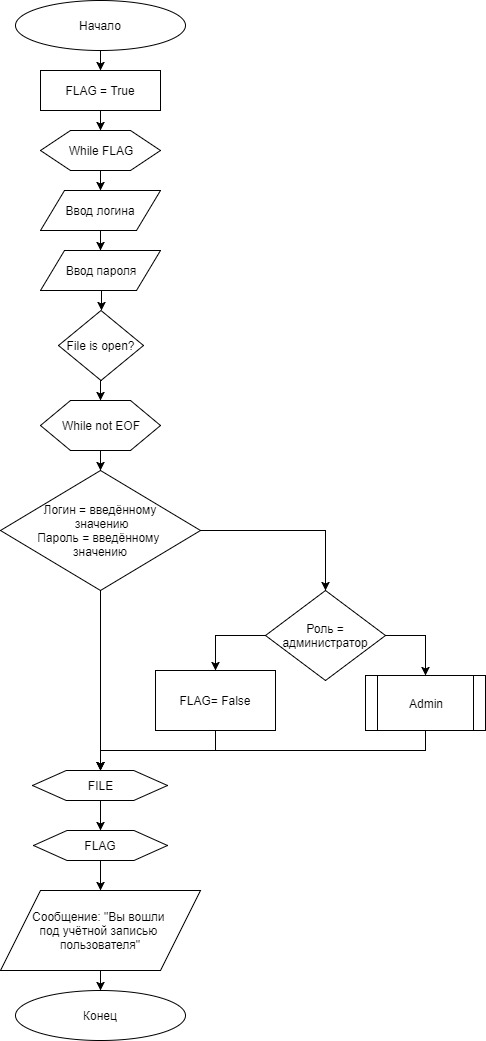 Начало
FLAG = True
While FLAG
Ввод логина
Ввод пароля
File is open?
While not EOF
Логин = введённому
значению
Пароль = введённому
значению
Роль =
администратор
FLAG= False
Admin
FILE
FLAG
Сообщение: "Вы вошли
под учётной записью
пользователя"
Конец